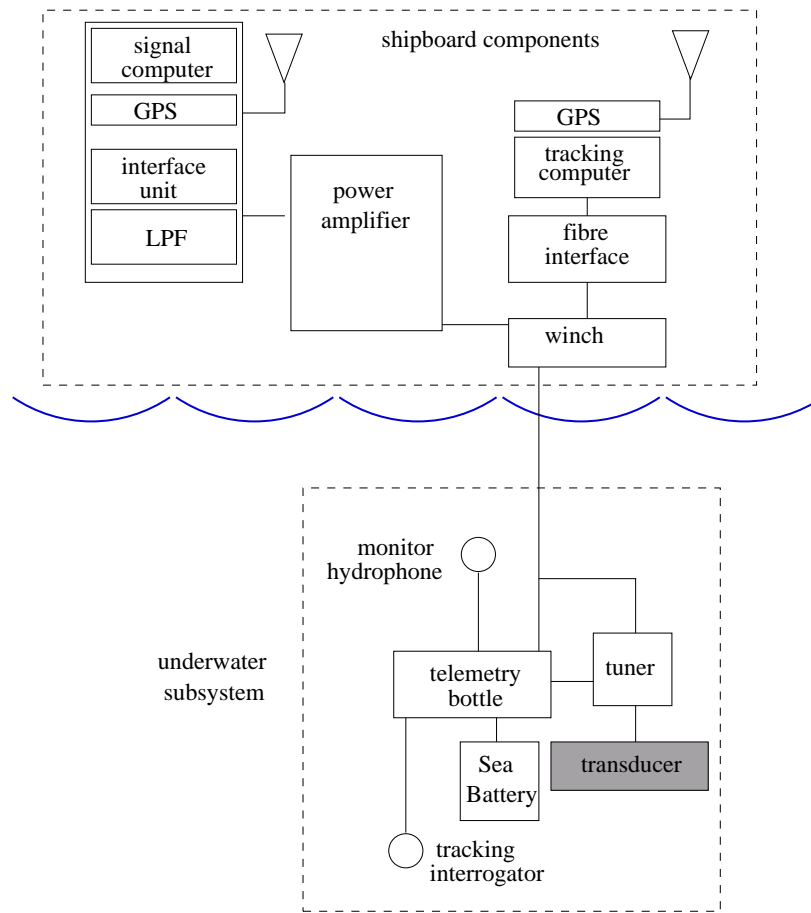 shipboard components
signal
computer
GPS
interface
unit
LPF
power
amplifier
GPS
tracking
computer
fibre
interface
winch
underwater
subsystem
monitor
hydrophone
telemetry
bottle
tuner
Sea
Battery
transducer
tracking
interrogator